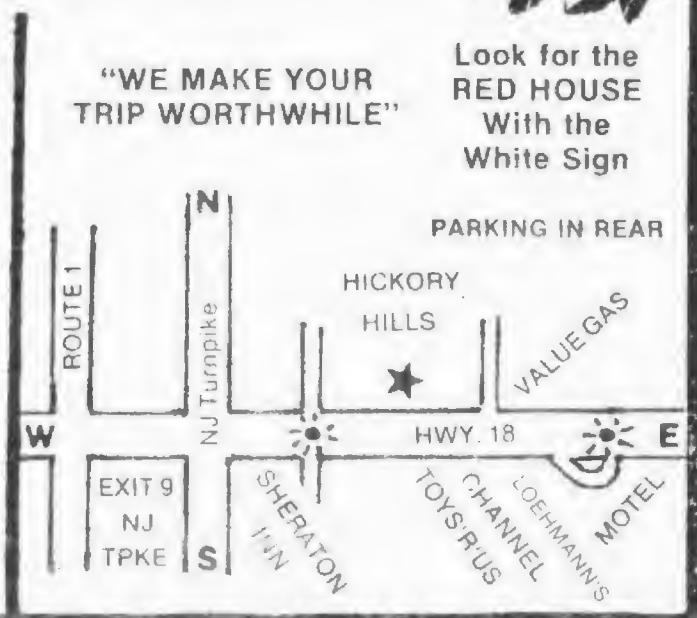 "WE MAKE YOUR
TRIP WORTHWHILE"
Look for the
RED HOUSE
With the
White Sign
PARKING IN REAR
N
ROUTE 1
NJ Turnpike
HICKORY
HILLS
VALUE GAS
W
HWY. 18
E
EXIT 9
NJ
TPKE
S
SHERATON
INN
TOYS'R'US
CHANNEL
LOEHMANN'S
MOTEL